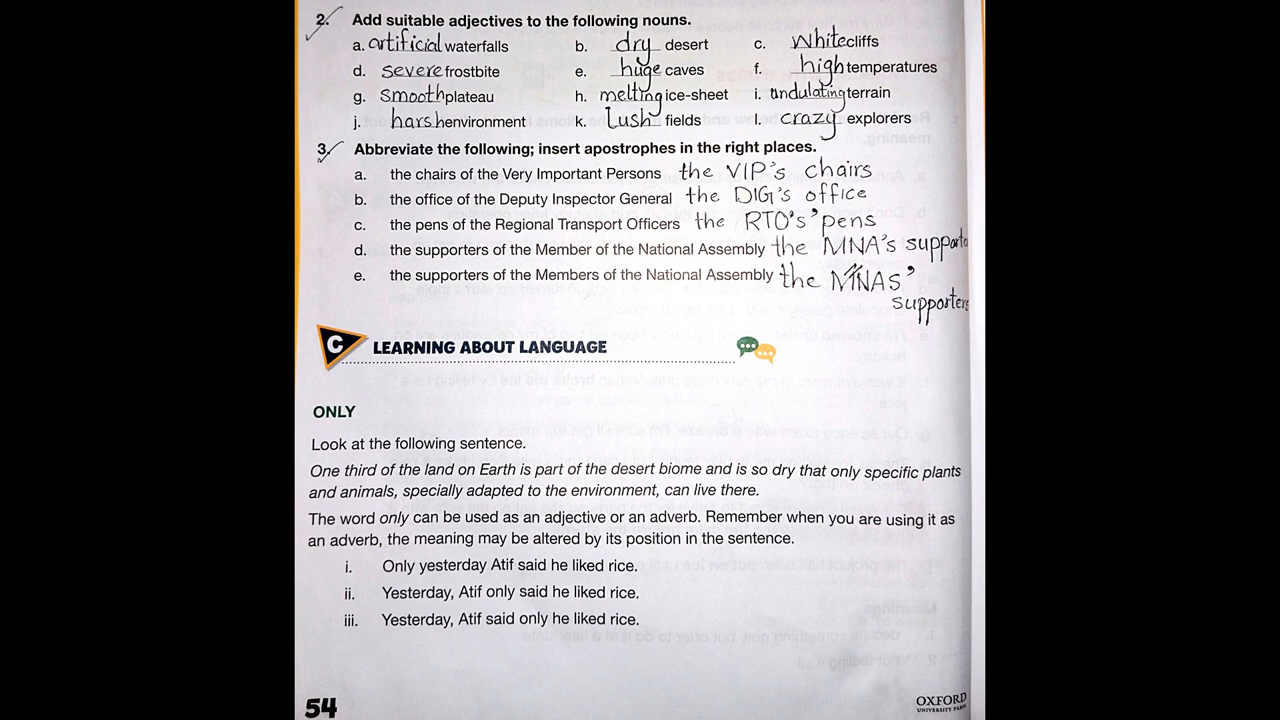 2. Add suitable adjectives to the following nouns.
a. artificial waterfalls b. dry desert c. White cliffs
d. severe frostbite e. huge caves f. high temperatures
g. smooth plateau h. melting ice-sheet i. undulating terrain
j. harsh environment k. Lush fields l. crazy explorers
3. Abbreviate the following; insert apostrophes in the right places.
a. the chairs of the Very Important Persons the VIP's chairs
b. the office of the Deputy Inspector General the DIG's office
c. the pens of the Regional Transport Officers the RTO's' pens
d. the supporters of the Member of the National Assembly the MNA's
e. the supporters of the Members of the National Assembly the MNAS'
supporters
C LEARNING ABOUT LANGUAGE
ONLY
Look at the following sentence.
One third of the land on Earth is part of the desert biome and is so dry that only specific plants
and animals, specially adapted to the environment, can live there.
The word only can be used as an adjective or an adverb. Remember when you are using it as
an adverb, the meaning may be altered by its position in the sentence.
i. Only yesterday Atif said he liked rice.
ii. Yesterday, Atif only said he liked rice.
iii. Yesterday, Atif said only he liked rice.
54
OXFORD
UNIVERSITY PRESS